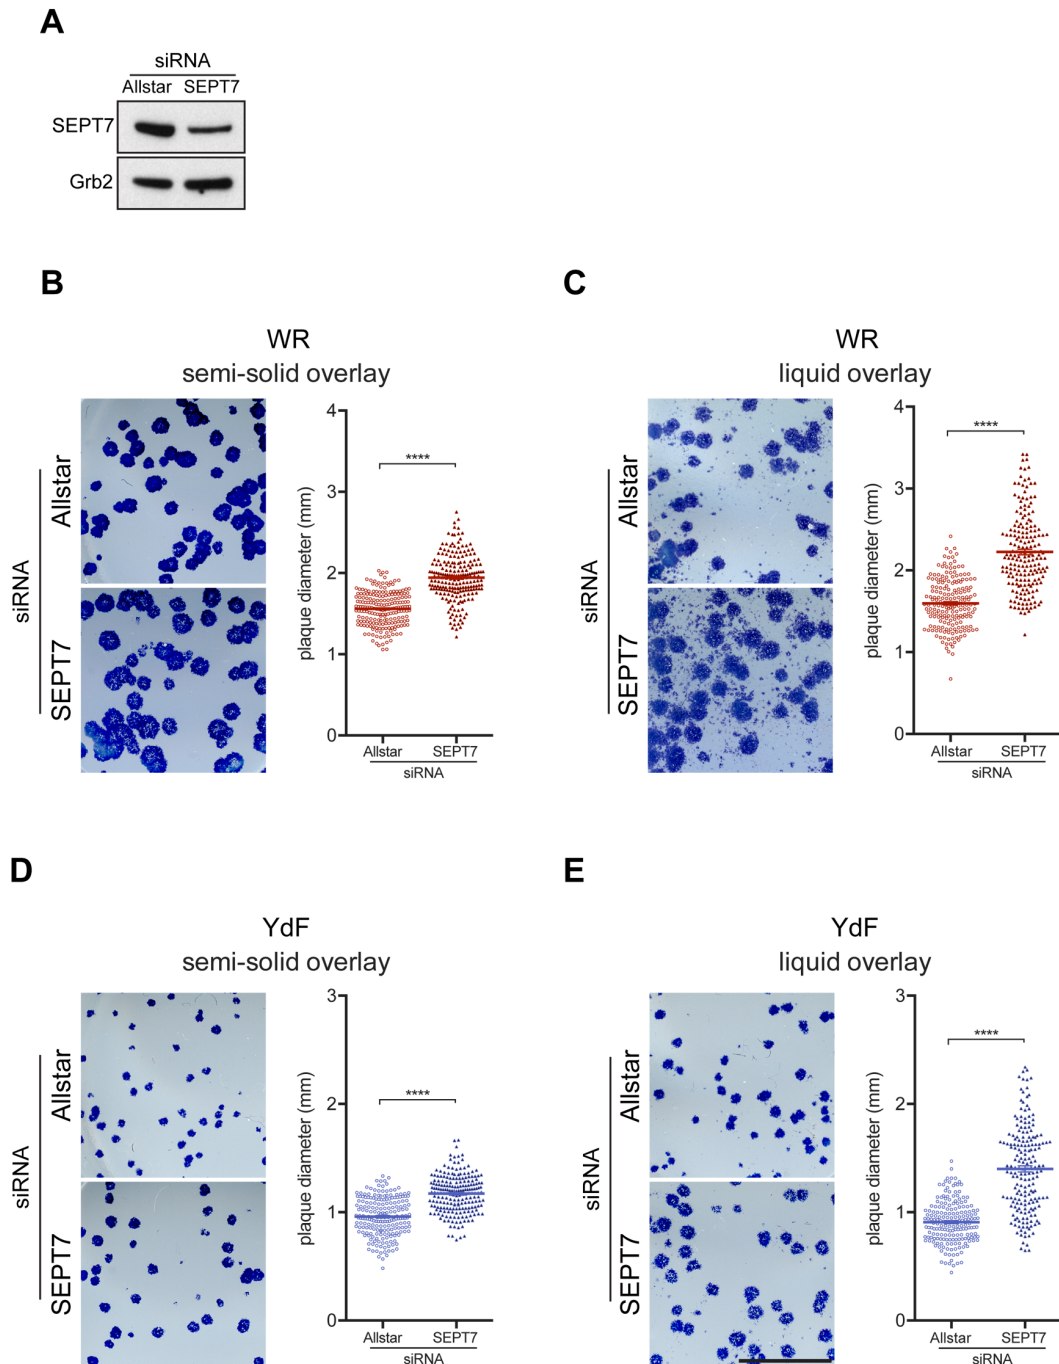 A
siRNA
Allstar SEPT7
SEPT7
Grb2
B
WR
semi-solid overlay
siRNA
Allstar
SEPT7
plaque diameter (mm)
4
3
2
1
0
****
Allstar SEPT7
siRNA
C
WR
liquid overlay
siRNA
Allstar
SEPT7
plaque diameter (mm)
4
3
2
1
0
****
Allstar SEPT7
siRNA
D
YdF
semi-solid overlay
siRNA
Allstar
SEPT7
plaque diameter (mm)
3
2
1
0
****
Allstar SEPT7
siRNA
E
YdF
liquid overlay
siRNA
Allstar
SEPT7
plaque diameter (mm)
3
2
1
0
****
Allstar SEPT7
siRNA